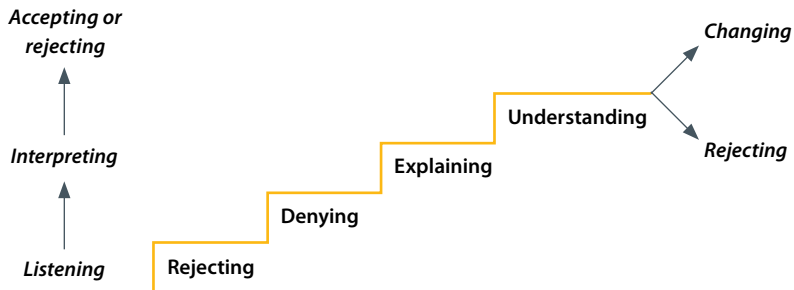 Accepting or
rejecting
Interpreting
Listening
Rejecting
Denying
Explaining
Understanding
Changing
Rejecting